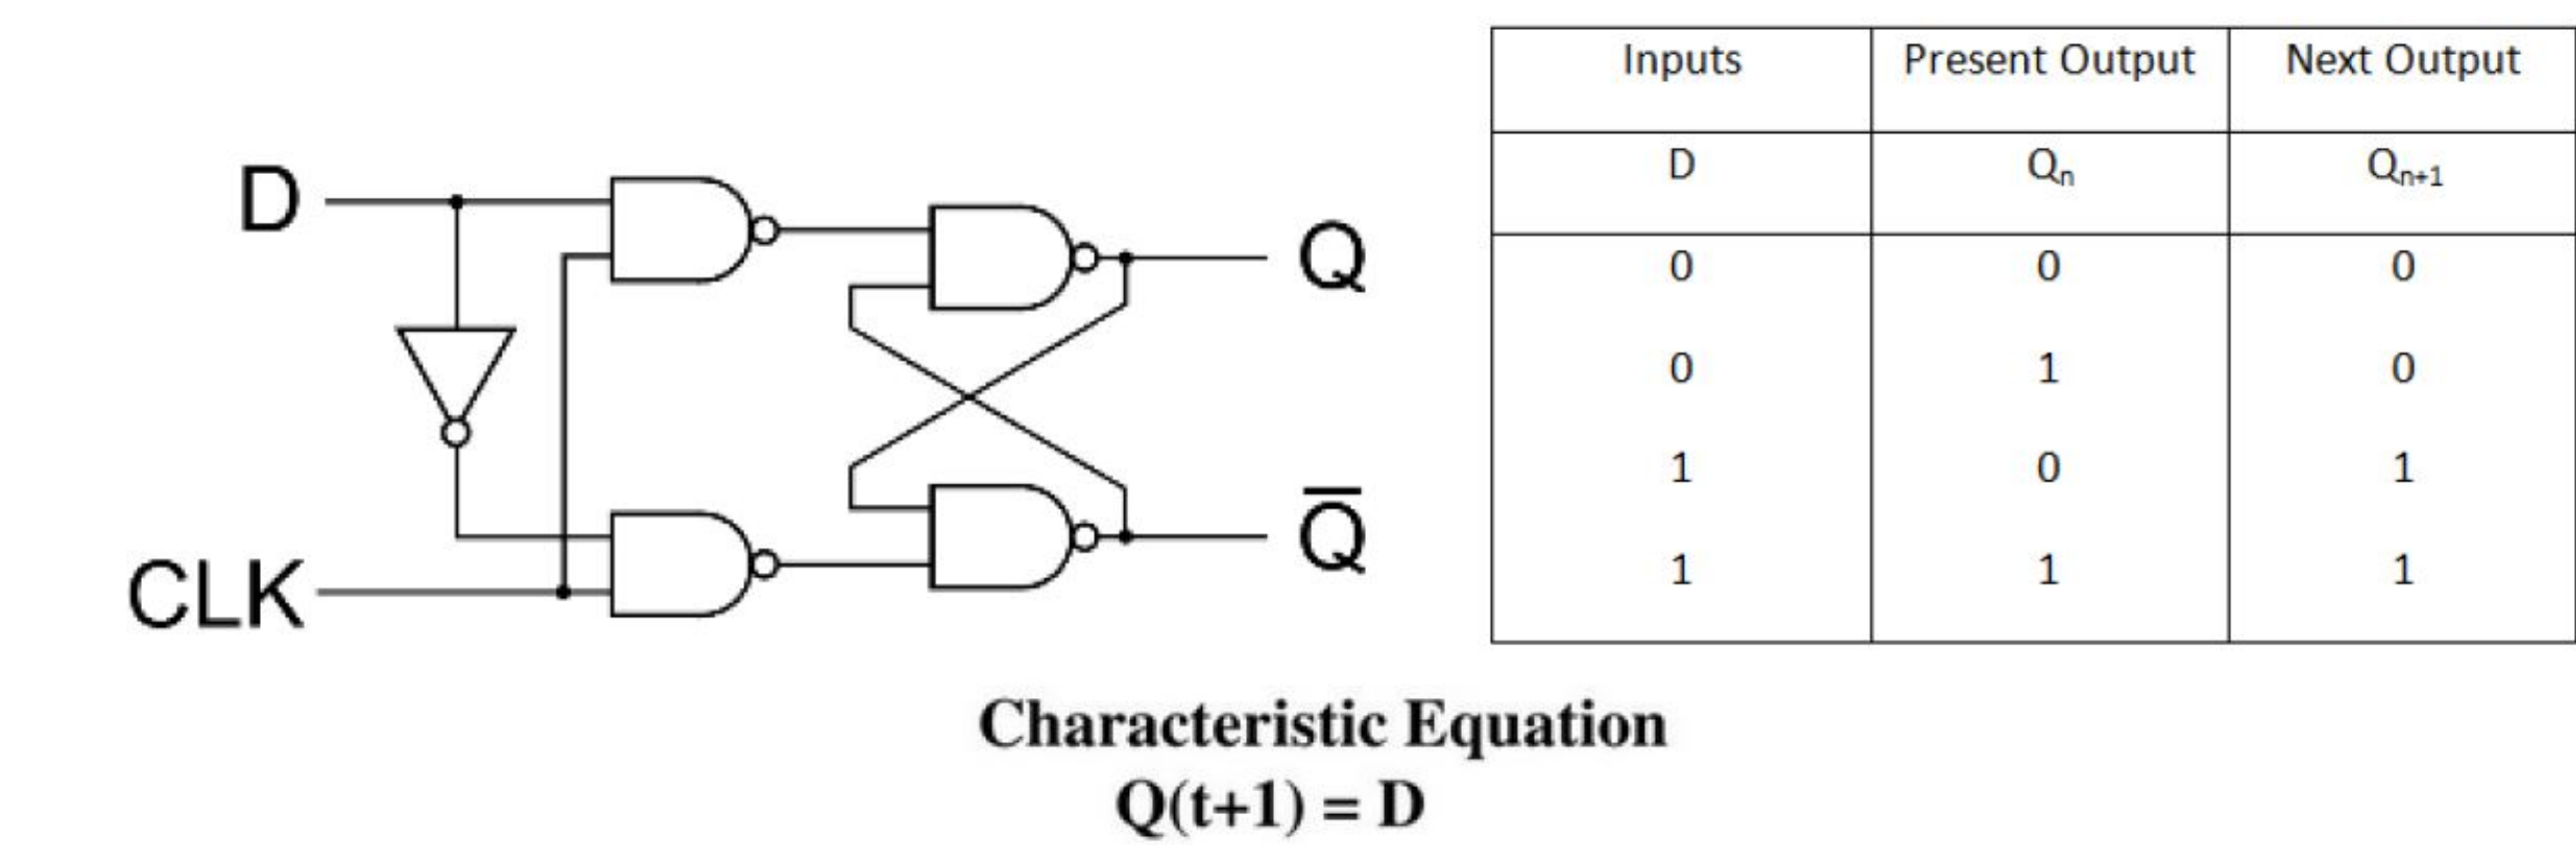 D
CLK
Q
Q̅
Inputs Present Output Next Output
D Qₙ Qₙ₊₁
0 0 0
0 1 0
1 0 1
1 1 1
Characteristic Equation
Q(t+1) = D